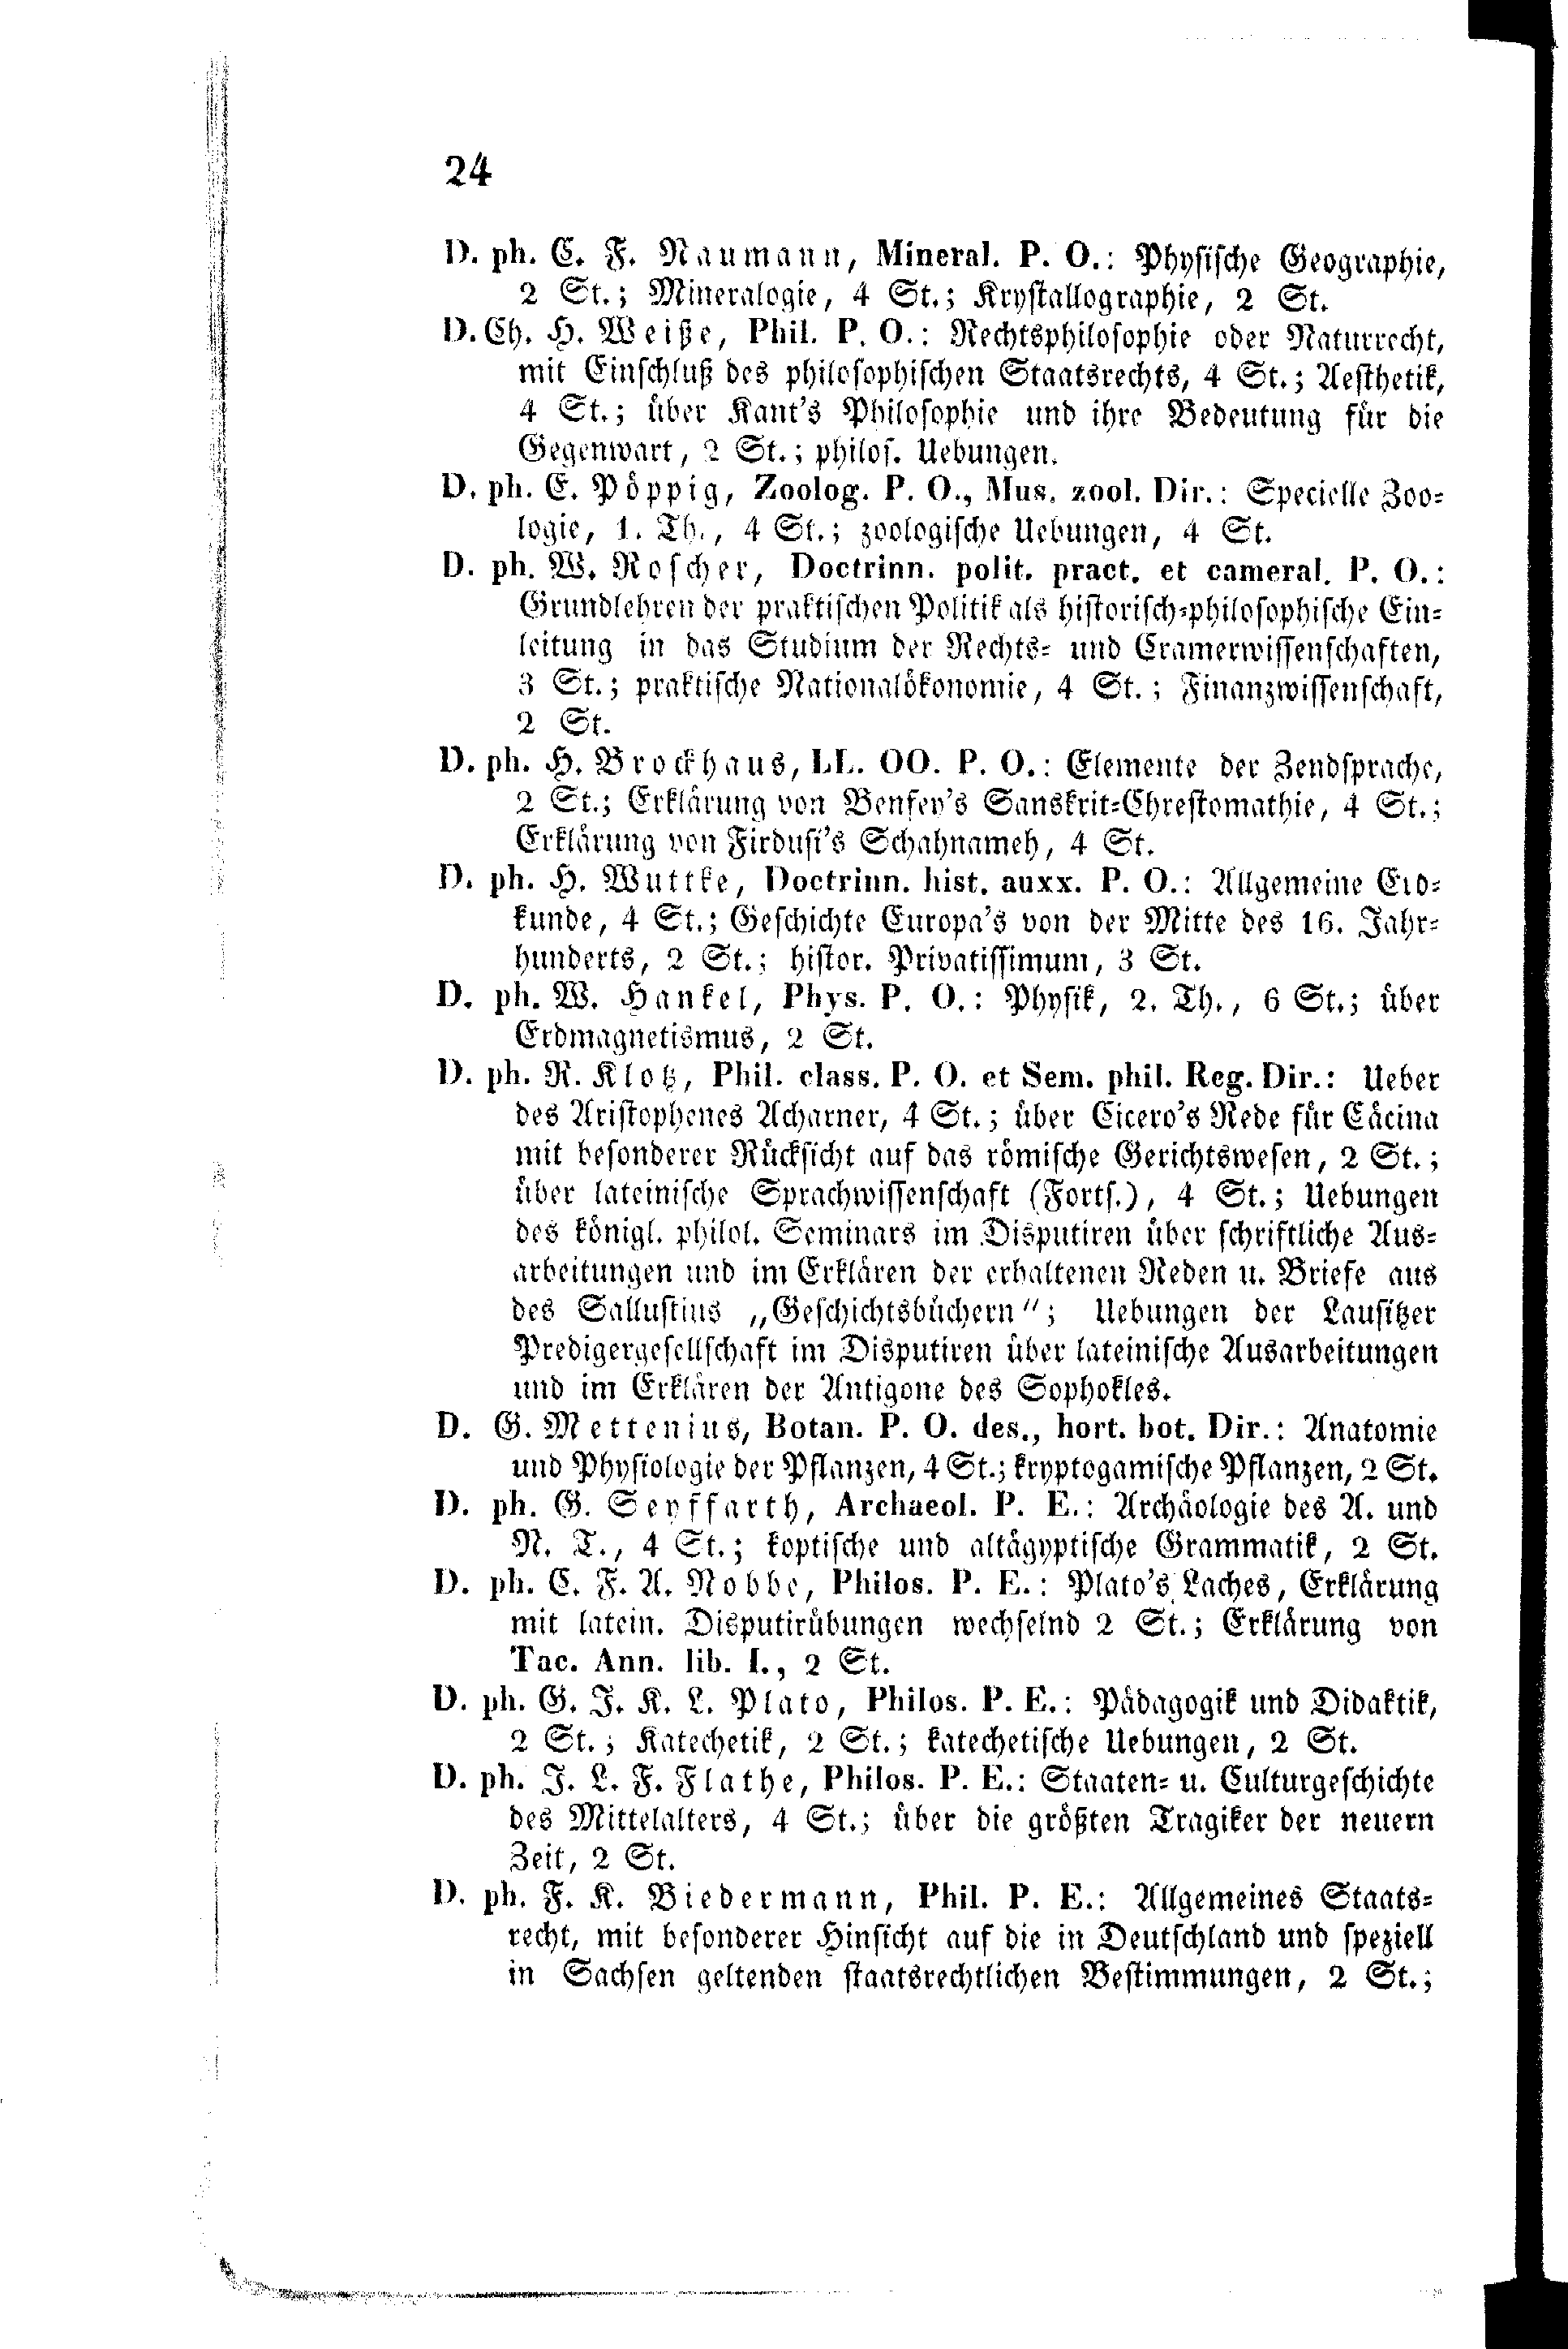 24
D. ph. C. F. Naumann, Mineral. P. O.: Physische Geographie,
2 St.; Mineralogie, 4 St.; Krystallographie, 2 St.
D. Ch. H. Weiße, Phil. P. O.: Rechtsphilosophie oder Naturrecht,
mit Einschluß des philosophischen Staatsrechts, 4 St.; Aesthetik,
4 St.; über Kant's Philosophie und ihre Bedeutung für die
Gegenwart, 2 St.; philos. Uebungen.
D. ph. E. Pöppig, Zoolog. P. O., Mus. zool. Dir.: Specielle Zoo-
logie, 1. Th., 4 St.; zoologische Uebungen, 4 St.
D. ph. W. Roscher, Doctrinn. polit. pract. et cameral. P. O.:
Grundlehren der praktischen Politik als historisch-philosophische Ein-
leitung in das Studium der Rechts- und Cramerwissenschaften,
3 St.; praktische Nationalökonomie, 4 St.; Finanzwissenschaft,
2 St.
D. ph. H. Brockhaus, LL. OO. P. O.: Elemente der Zendsprache,
2 St.; Erklärung von Benfey's Sanskrit-Chrestomathie, 4 St.;
Erklärung von Firdusi's Schahnameh, 4 St.
D. ph. H. Wuttke, Doctrinn. hist. auxx. P. O.: Allgemeine Erd-
kunde, 4 St.; Geschichte Europa's von der Mitte des 16. Jahr-
hunderts, 2 St.; histor. Privatissimum, 3 St.
D. ph. W. Hankel, Phys. P. O.: Physik, 2. Th., 6 St.; über
Erdmagnetismus, 2 St.
D. ph. R. Klotz, Phil. class. P. O. et Sem. phil. Reg. Dir.: Ueber
des Aristophenes Acharner, 4 St.; über Cicero's Rede für Cäcina
mit besonderer Rücksicht auf das römische Gerichtswesen, 2 St.;
über lateinische Sprachwissenschaft (Forts.), 4 St.; Uebungen
des königl. philol. Seminars im Disputiren über schriftliche Aus-
arbeitungen und im Erklären der erhaltenen Reden u. Briefe aus
des Sallustius „Geschichtsbüchern"; Uebungen der Lausitzer
Predigergesellschaft im Disputiren über lateinische Ausarbeitungen
und im Erklären der Antigone des Sophokles.
D. G. Mettenius, Botan. P. O. des., hort. bot. Dir.: Anatomie
und Physiologie der Pflanzen, 4 St.; kryptogamische Pflanzen, 2 St.
D. ph. G. Seyffarth, Archaeol. P. E.: Archäologie des A. und
N. T., 4 St.; koptische und altägyptische Grammatik, 2 St.
D. ph. C. F. A. Nobbe, Philos. P. E.: Plato's Laches, Erklärung
mit latein. Disputirübungen wechselnd 2 St.; Erklärung von
Tac. Ann. lib. I., 2 St.
D. ph. G. J. K. L. Plato, Philos. P. E.: Pädagogik und Didaktik,
2 St.; Katechetik, 2 St.; katechetische Uebungen, 2 St.
D. ph. J. L. F. Flathe, Philos. P. E.: Staaten- u. Culturgeschichte
des Mittelalters, 4 St.; über die größten Tragiker der neuern
Zeit, 2 St.
D. ph. F. K. Biedermann, Phil. P. E.: Allgemeines Staats-
recht, mit besonderer Hinsicht auf die in Deutschland und speziell
in Sachsen geltenden staatsrechtlichen Bestimmungen, 2 St.;